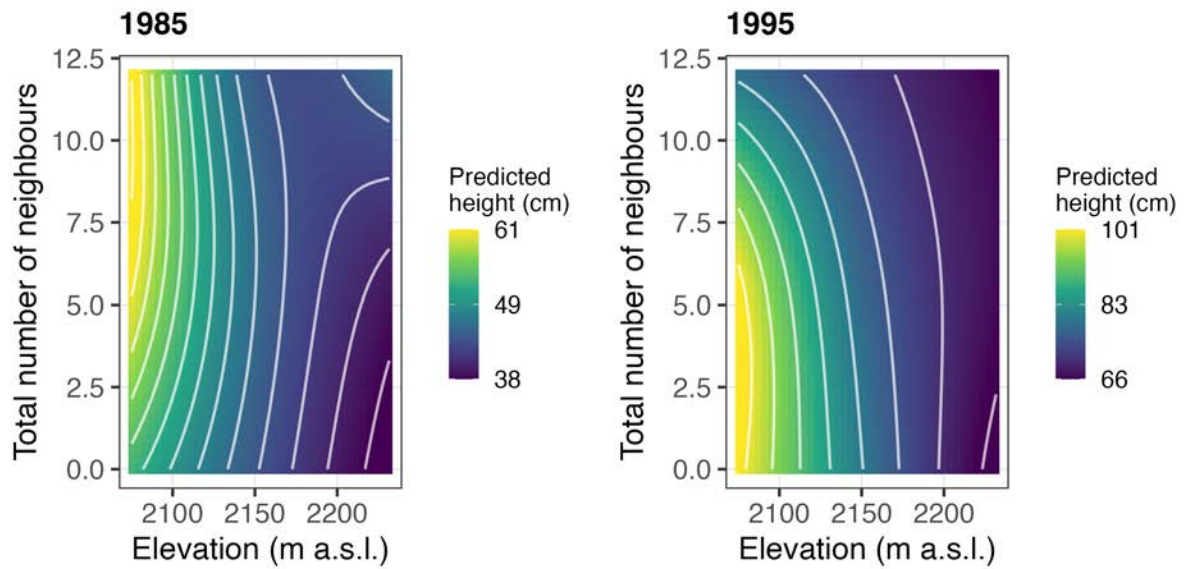 1985
Total number of neighbours
12.5
10.0
7.5
5.0
2.5
0.0
2100 2150 2200
Elevation (m a.s.l.)
Predicted
height (cm)
61
49
38
1995
Total number of neighbours
12.5
10.0
7.5
5.0
2.5
0.0
2100 2150 2200
Elevation (m a.s.l.)
Predicted
height (cm)
101
83
66